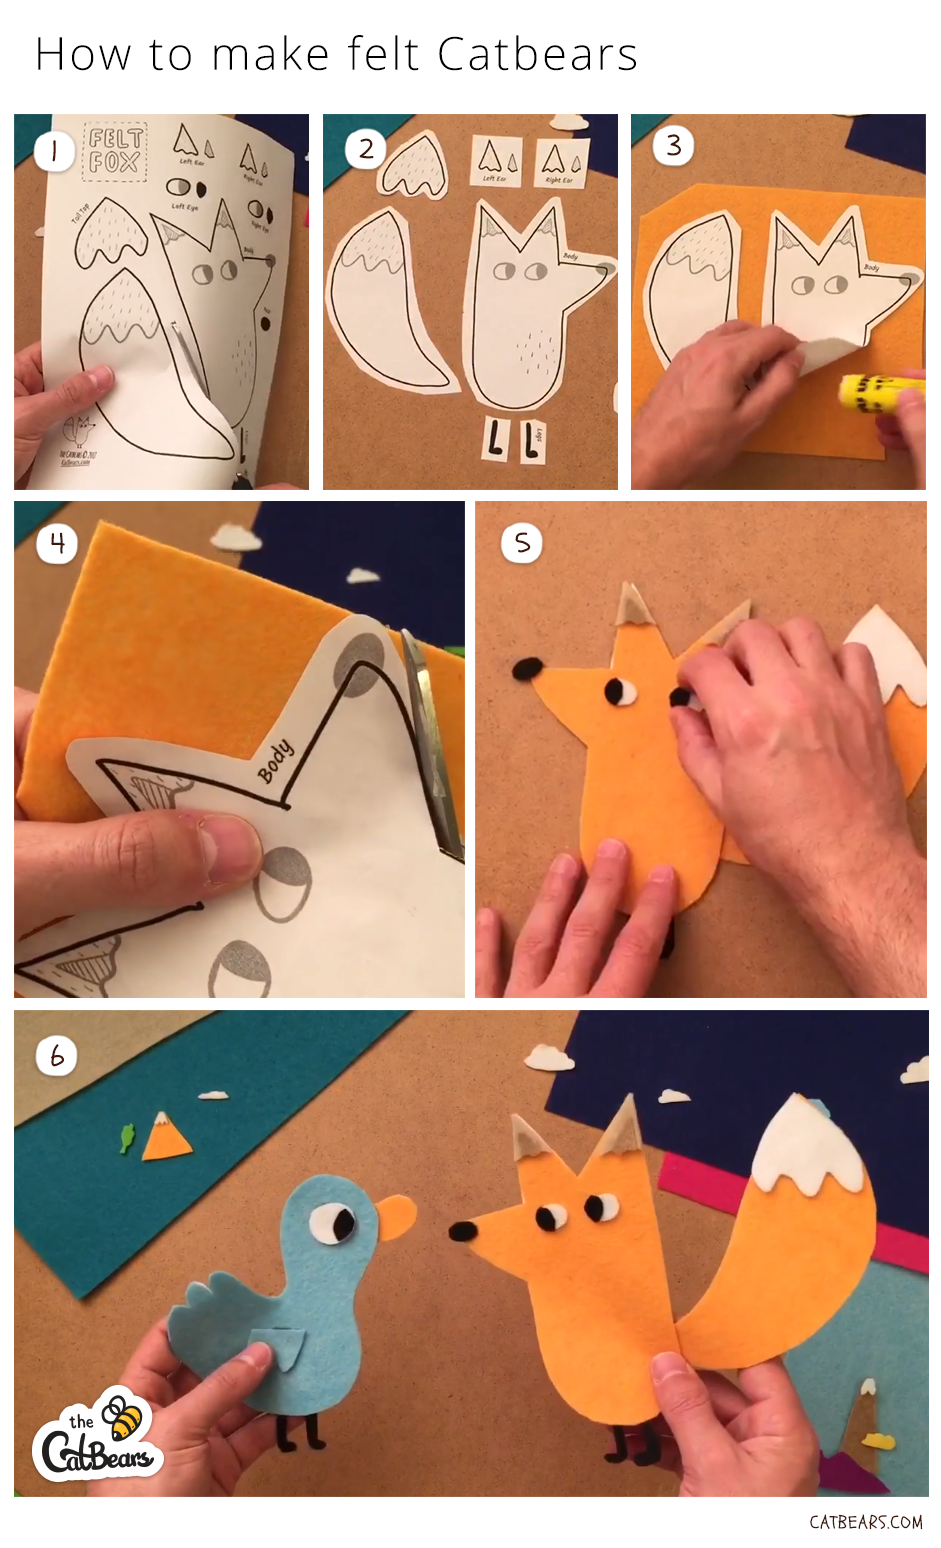 How to make felt Catbears
1
FELT
FOX
Left Ear
Right Ear
Left Eye
Right Eye
Tail Top
Body
The Catbears © 2017
Catbears.com
2
Left Ear
Right Ear
Body
Legs
3
Body
4
Body
5
6
the
CatBears
CATBEARS.COM